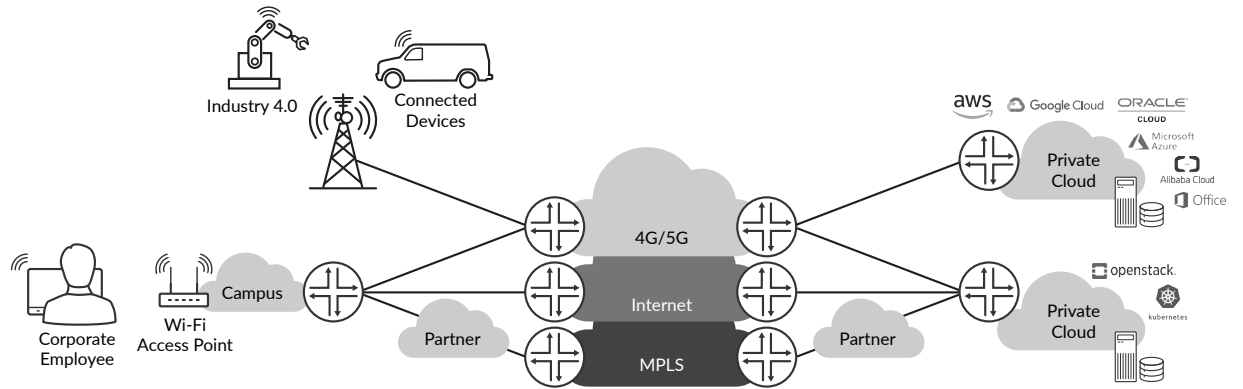 Industry 4.0
Connected
Devices
aws
Google Cloud
ORACLE'
CLOUD
Microsoft
Azure
Private
Cloud
Alibaba Cloud
Office
4G/5G
Corporate
Employee
Wi-Fi
Access Point
Campus
Internet
Partner
Partner
MPLS
openstack.
kubernetes
Private
Cloud